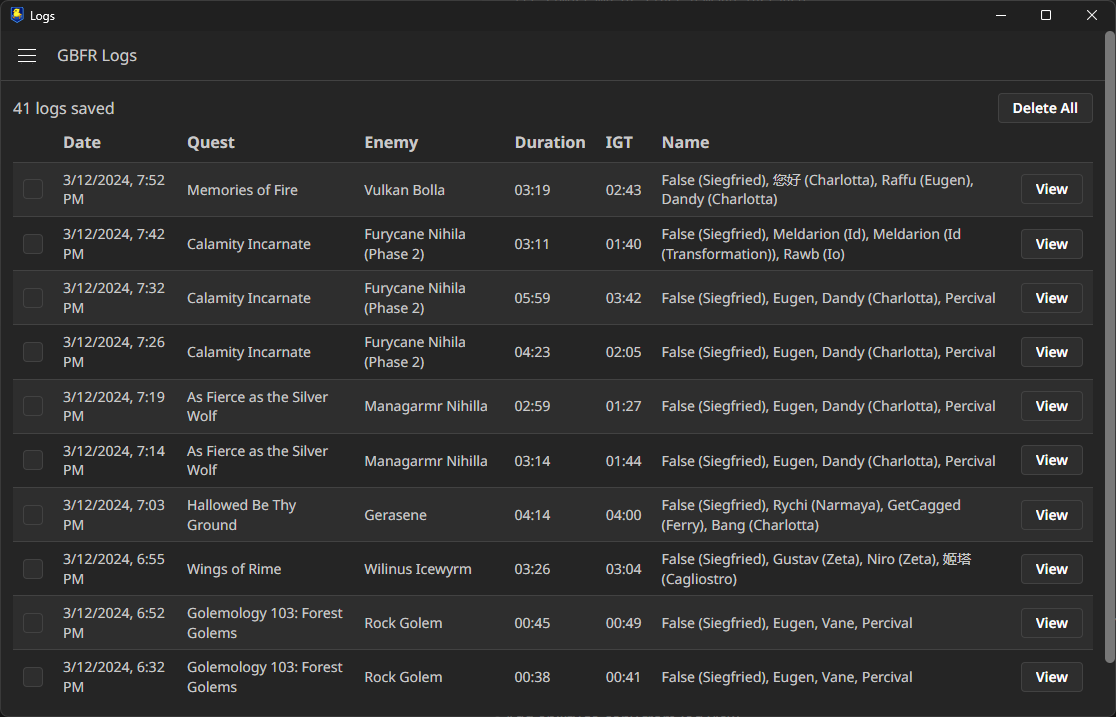 Logs
GBFR Logs
41 logs saved
Delete All
Date Quest Enemy Duration IGT Name
3/12/2024, 7:52
PM
Memories of Fire
Vulkan Bolla
03:19
02:43
False (Siegfried), 您好 (Charlotta), Raffu (Eugen),
Dandy (Charlotta)
View
3/12/2024, 7:42
PM
Calamity Incarnate
Furycane Nihila
(Phase 2)
03:11
01:40
False (Siegfried), Meldarion (Id), Meldarion (Id
(Transformation)), Rawb (Io)
View
3/12/2024, 7:32
PM
Calamity Incarnate
Furycane Nihila
(Phase 2)
05:59
03:42
False (Siegfried), Eugen, Dandy (Charlotta), Percival
View
3/12/2024, 7:26
PM
Calamity Incarnate
Furycane Nihila
(Phase 2)
04:23
02:05
False (Siegfried), Eugen, Dandy (Charlotta), Percival
View
3/12/2024, 7:19
PM
As Fierce as the Silver
Wolf
Managarmr Nihilla
02:59
01:27
False (Siegfried), Eugen, Dandy (Charlotta), Percival
View
3/12/2024, 7:14
PM
As Fierce as the Silver
Wolf
Managarmr Nihilla
03:14
01:44
False (Siegfried), Eugen, Dandy (Charlotta), Percival
View
3/12/2024, 7:03
PM
Hallowed Be Thy
Ground
Gerasene
04:14
04:00
False (Siegfried), Rychi (Narmaya), GetCagged
(Ferry), Bang (Charlotta)
View
3/12/2024, 6:55
PM
Wings of Rime
Wilinus Icewyrm
03:26
03:04
False (Siegfried), Gustav (Zeta), Niro (Zeta), 姬塔
(Cagliostro)
View
3/12/2024, 6:52
PM
Golemology 103: Forest
Golems
Rock Golem
00:45
00:49
False (Siegfried), Eugen, Vane, Percival
View
3/12/2024, 6:32
PM
Golemology 103: Forest
Golems
Rock Golem
00:38
00:41
False (Siegfried), Eugen, Vane, Percival
View